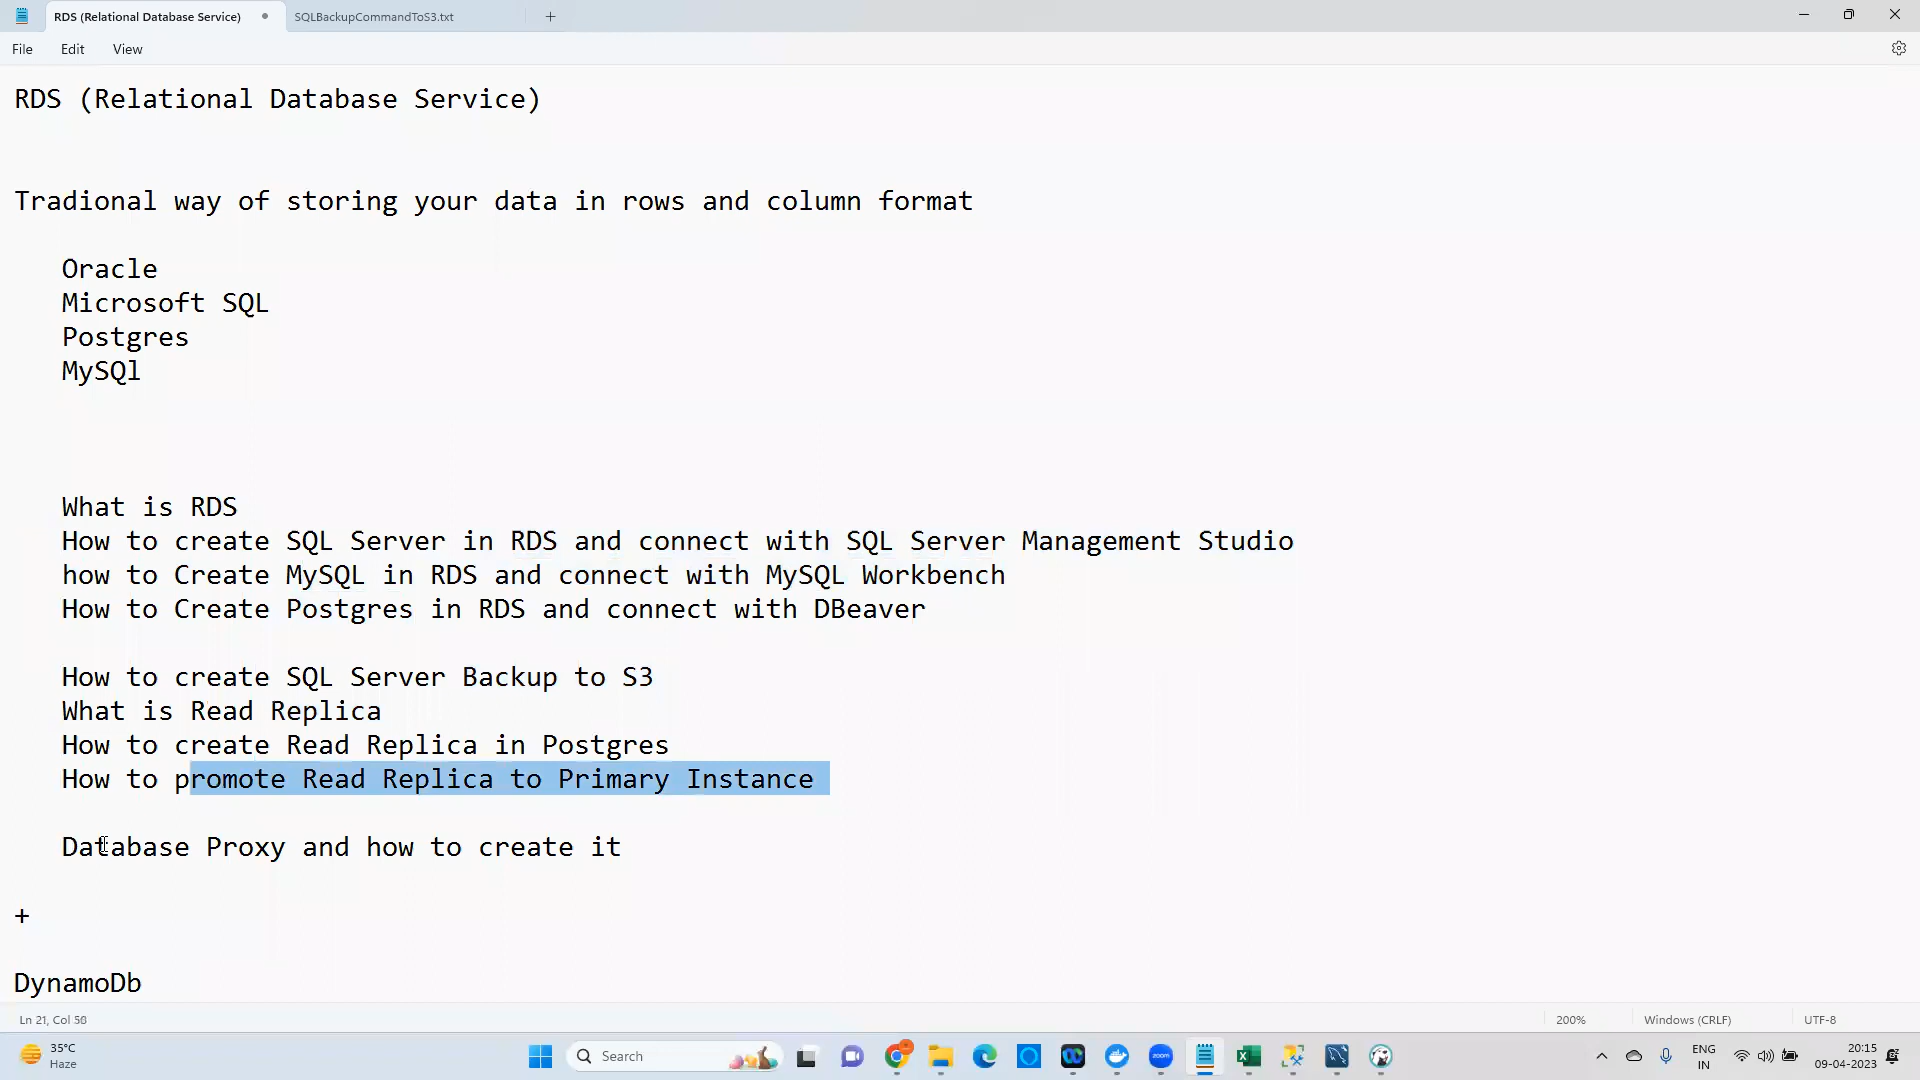 RDS (Relational Database Service)
SQLBackupCommandToS3.txt
File Edit View
RDS (Relational Database Service)
Tradional way of storing your data in rows and column format
Oracle
Microsoft SQL
Postgres
MySQl
What is RDS
How to create SQL Server in RDS and connect with SQL Server Management Studio
how to Create MySQL in RDS and connect with MySQL Workbench
How to Create Postgres in RDS and connect with DBeaver
How to create SQL Server Backup to S3
What is Read Replica
How to create Read Replica in Postgres
How to promote Read Replica to Primary Instance
Database Proxy and how to create it
+
DynamoDb
Ln 21, Col 56 200% Windows (CRLF) UTF-8
35°C
Haze
Search
zoom
ENG
IN
20:15
09-04-2023